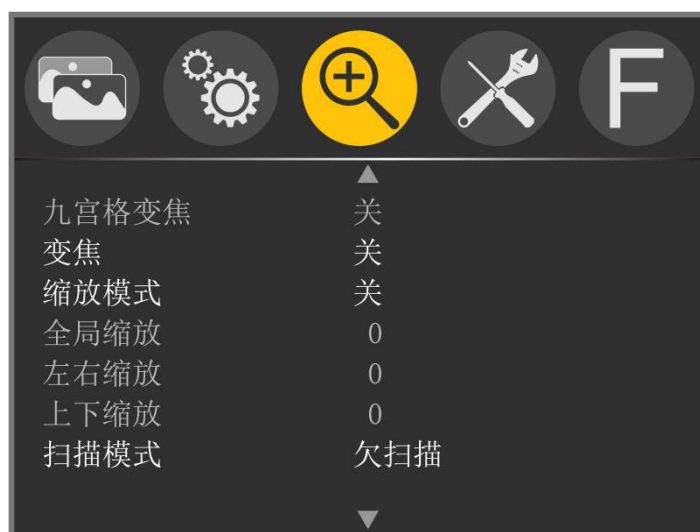 F
九宫格变焦 关
变焦 关
缩放模式 关
全局缩放 0
左右缩放 0
上下缩放 0
扫描模式 欠扫描